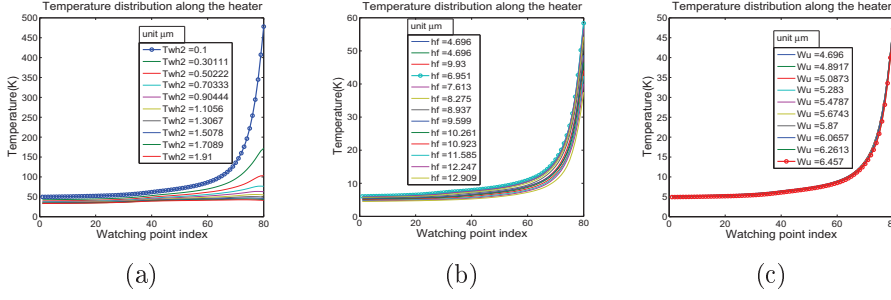 Temperature distribution along the heater
500
450
400
350
300
250
200
150
100
50
0
Temperature(K)
unit μm
Twh2 =0.1
Twh2 =0.30111
Twh2 =0.50222
Twh2 =0.70333
Twh2 =0.90444
Twh2 =1.1056
Twh2 =1.3067
Twh2 =1.5078
Twh2 =1.7089
Twh2 =1.91
0 20 40 60 80
Watching point index
(a)
Temperature distribution along the heater
60
50
40
30
20
10
0
Temperature(K)
unit μm
hf =4.696
hf =4.696
hf =9.93
hf =6.951
hf =7.613
hf =8.275
hf =8.937
hf =9.599
hf =10.261
hf =10.923
hf =11.585
hf =12.247
hf =12.909
0 20 40 60 80
Watching point index
(b)
Temperature distribution along the heater
50
45
40
35
30
25
20
15
10
5
0
Temperature(K)
unit μm
Wu =4.696
Wu =4.8917
Wu =5.0873
Wu =5.283
Wu =5.4787
Wu =5.6743
Wu =5.87
Wu =6.0657
Wu =6.2613
Wu =6.457
0 20 40 60 80
Watching point index
(c)